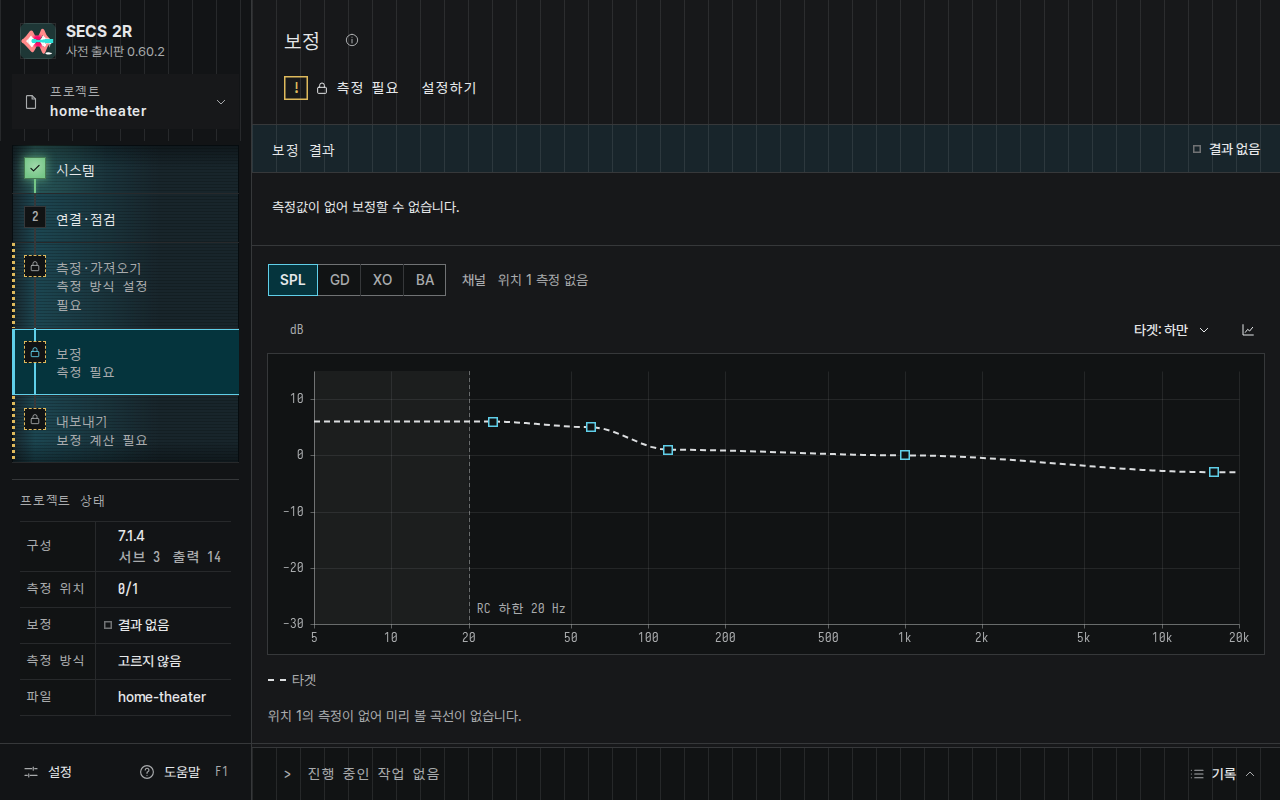 SECS 2R
사전 출시판 0.60.2
프로젝트
home-theater
시스템
2 연결·점검
측정·가져오기
측정 방식 설정
필요
보정
측정 필요
내보내기
보정 계산 필요
프로젝트 상태
구성 7.1.4
서브 3 출력 14
측정 위치 0/1
보정 결과 없음
측정 방식 고르지 않음
파일 home-theater
설정 도움말 F1
보정
! 측정 필요 설정하기
보정 결과 결과 없음
측정값이 없어 보정할 수 없습니다.
SPL GD XO BA 채널 위치 1 측정 없음
dB 타겟: 하만
10
0
-10
-20
-30
RC 하한 20 Hz
5 10 20 50 100 200 500 1k 2k 5k 10k 20k
타겟
위치 1의 측정이 없어 미리 볼 곡선이 없습니다.
> 진행 중인 작업 없음 기록